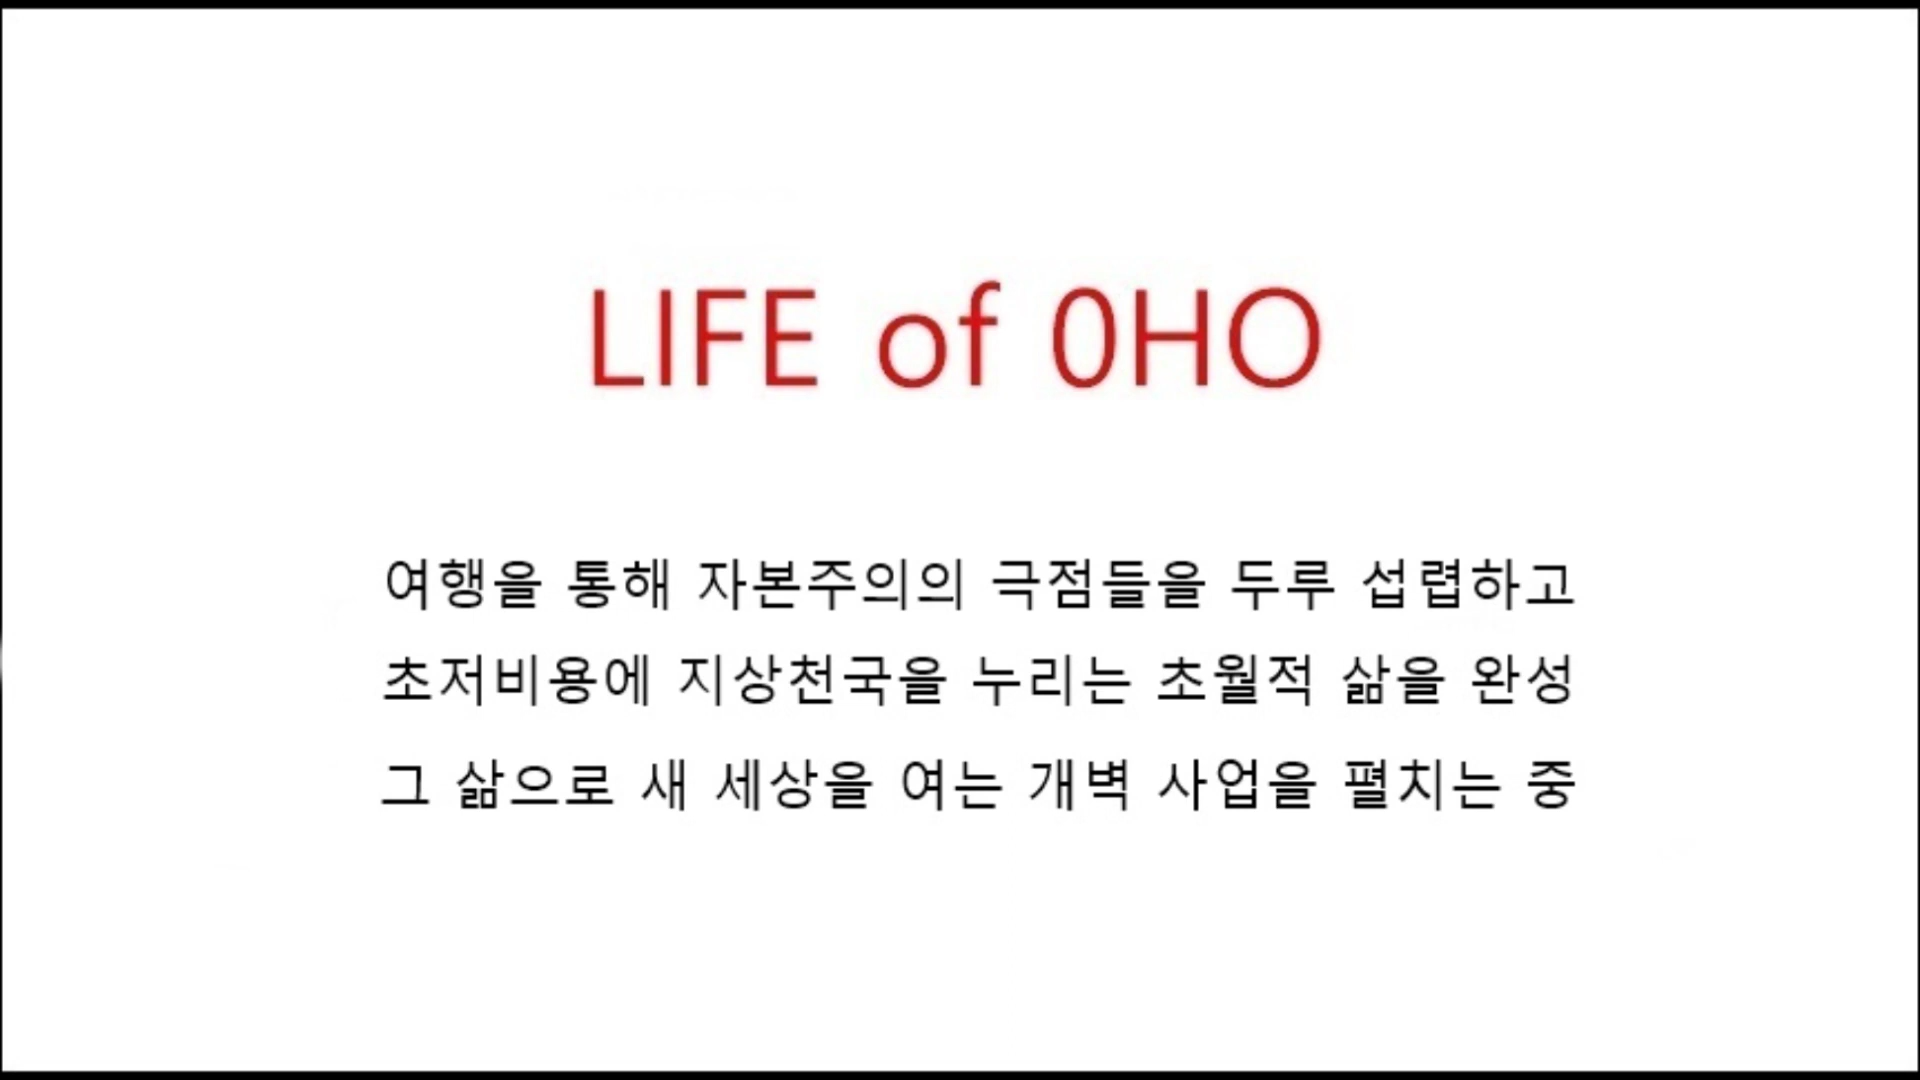 LIFE of 0HO
여행을 통해 자본주의의 극점들을 두루 섭렵하고
초저비용에 지상천국을 누리는 초월적 삶을 완성
그 삶으로 새 세상을 여는 개벽 사업을 펼치는 중